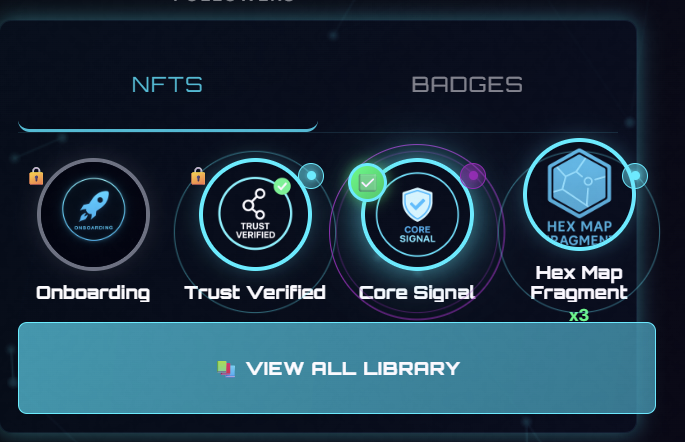 NFTS
BADGES
ONBOARDING
TRUST
VERIFIED
CORE
SIGNAL
HEX MAP
FRAGMENT
Onboarding
Trust Verified
Core Signal
Hex Map
Fragment
x3
VIEW ALL LIBRARY